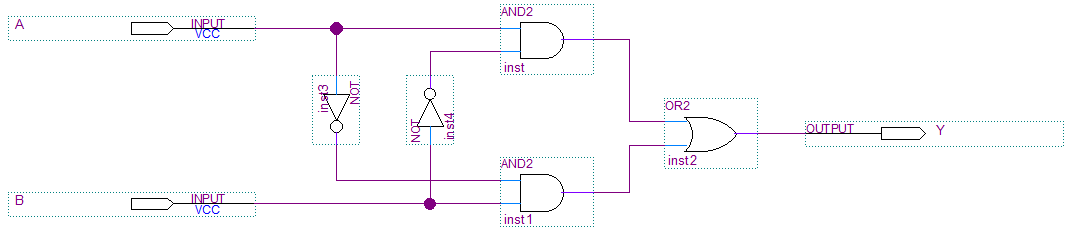 A
INPUT
VCC
AND2
inst
inst3
NOT
NOT
inst4
OR2
inst2
OUTPUT
Y
AND2
inst1
B
INPUT
VCC